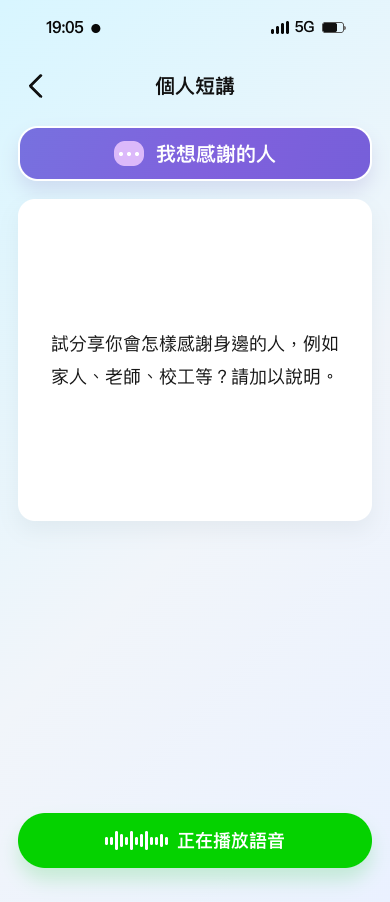 19:05
5G
個人短講
我想感謝的人
試分享你會怎樣感謝身邊的人，例如
家人、老師、校工等？請加以說明。
正在播放語音